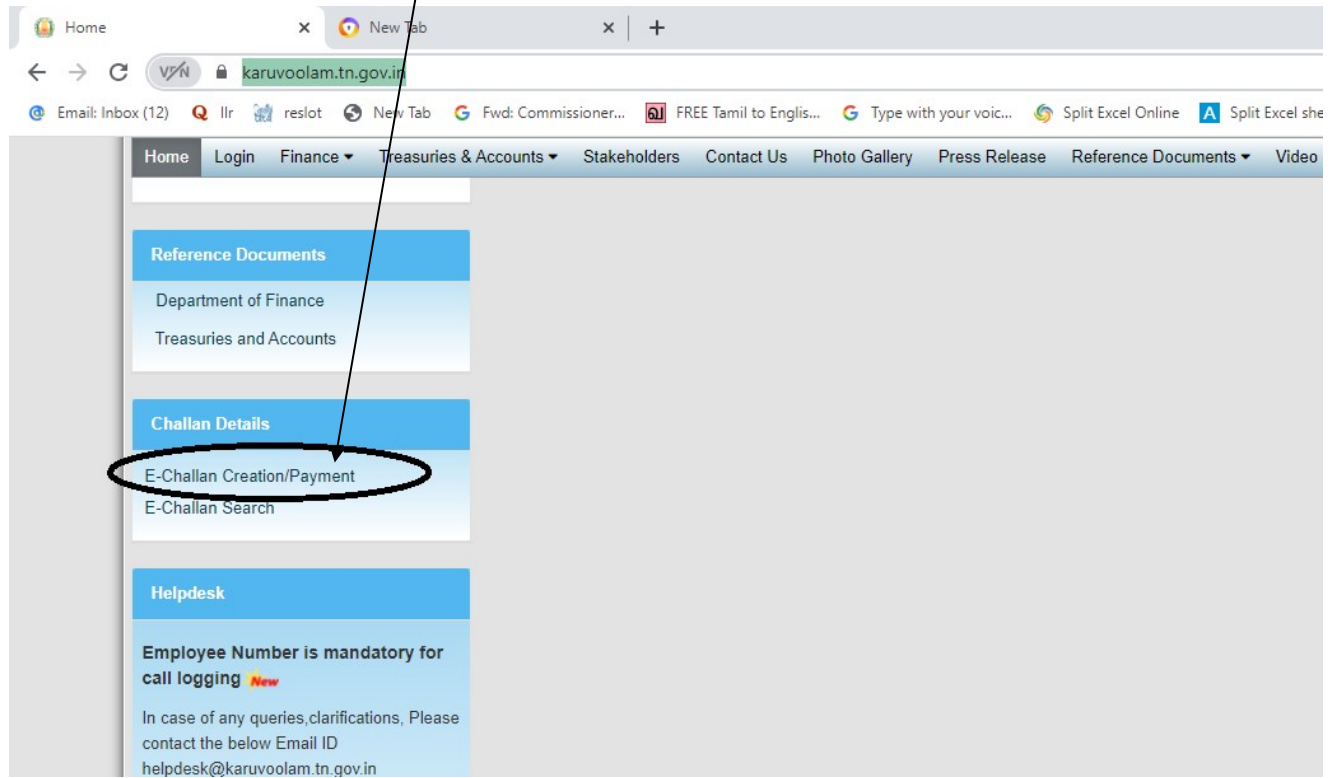 Home
New Tab
VPN
karuvoolam.tn.gov.in
Email: Inbox (12) llr reslot New Tab Fwd: Commissioner... FREE Tamil to Englis... Type with your voic... Split Excel Online Split Excel she
Home Login Finance Treasuries & Accounts Stakeholders Contact Us Photo Gallery Press Release Reference Documents Video
Reference Documents
Department of Finance
Treasuries and Accounts
Challan Details
E-Challan Creation/Payment
E-Challan Search
Helpdesk
Employee Number is mandatory for
call logging New
In case of any queries,clarifications, Please
contact the below Email ID
helpdesk@karuvoolam.tn.gov.in